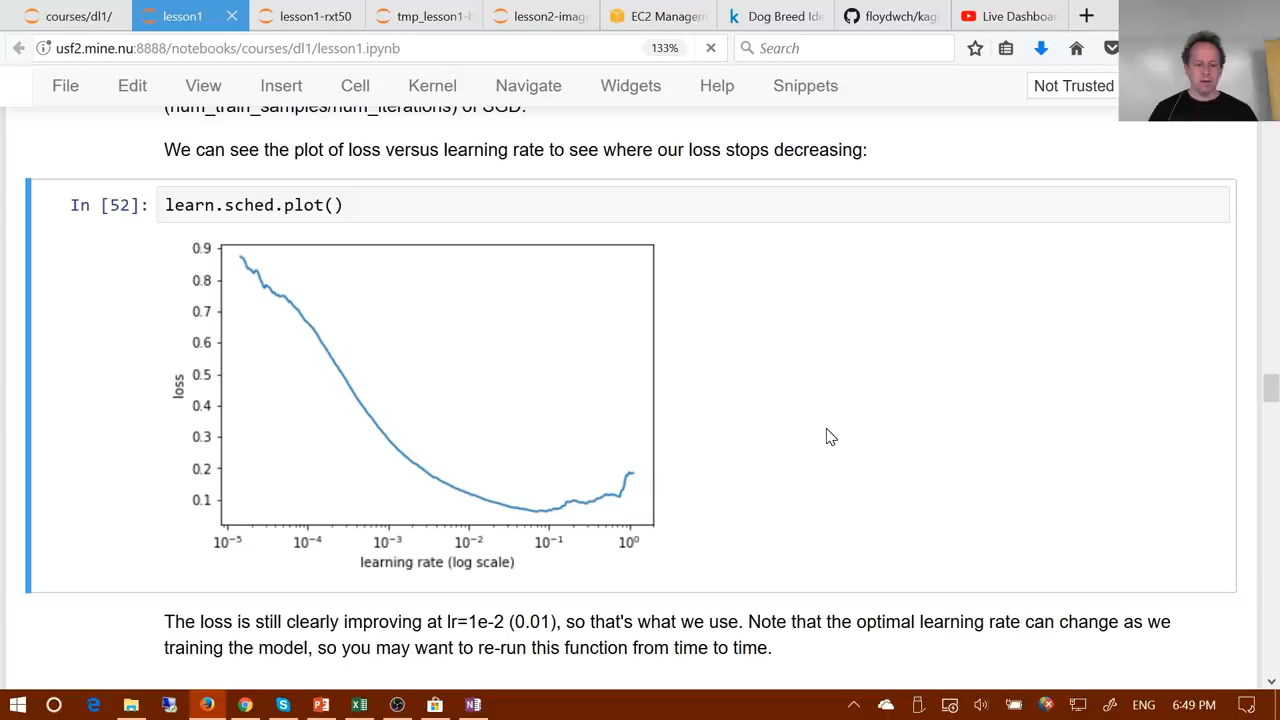 courses/dl1/
lesson1
lesson1-rxt50
tmp_lesson1-
lesson2-image
EC2 Managem
Dog Breed Ide
floydwch/kag
Live Dashboa
usf2.mine.nu:8888/notebooks/courses/dl1/lesson1.ipynb
133%
Search
File Edit View Insert Cell Kernel Navigate Widgets Help Snippets
Not Trusted
(num_train_samples/num_iterations) of SGD.
We can see the plot of loss versus learning rate to see where our loss stops decreasing:
In [52]: learn.sched.plot()
0.9
0.8
0.7
0.6
0.5
0.4
0.3
0.2
0.1
loss
10⁻⁵ 10⁻⁴ 10⁻³ 10⁻² 10⁻¹ 10⁰
learning rate (log scale)
The loss is still clearly improving at lr=1e-2 (0.01), so that's what we use. Note that the optimal learning rate can change as we
training the model, so you may want to re-run this function from time to time.
ENG 6:49 PM